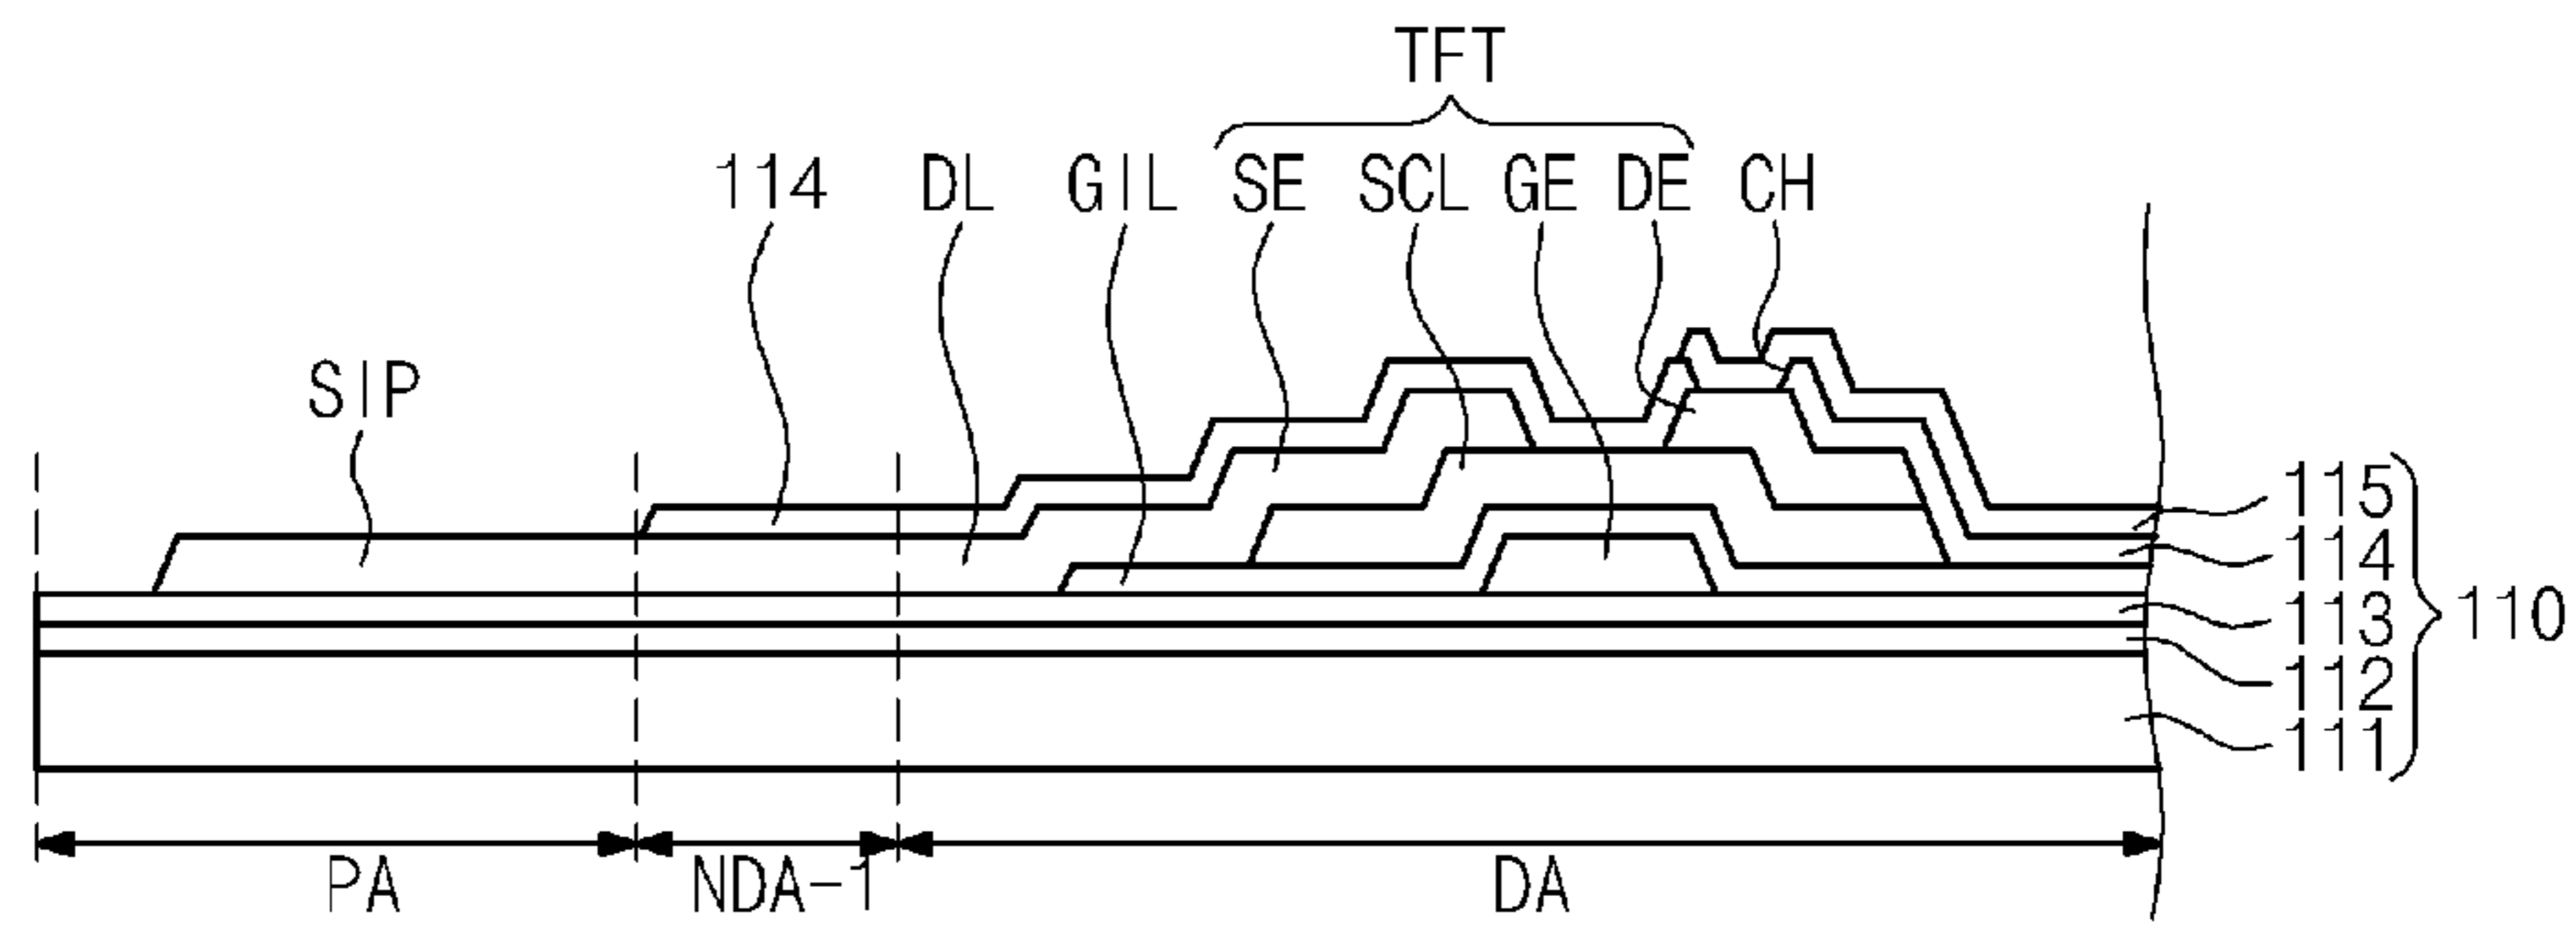 TFT
114 DL GIL SE SCL GE DE CH
SIP
115
114
113
110
112
111
PA NDA-1 DA